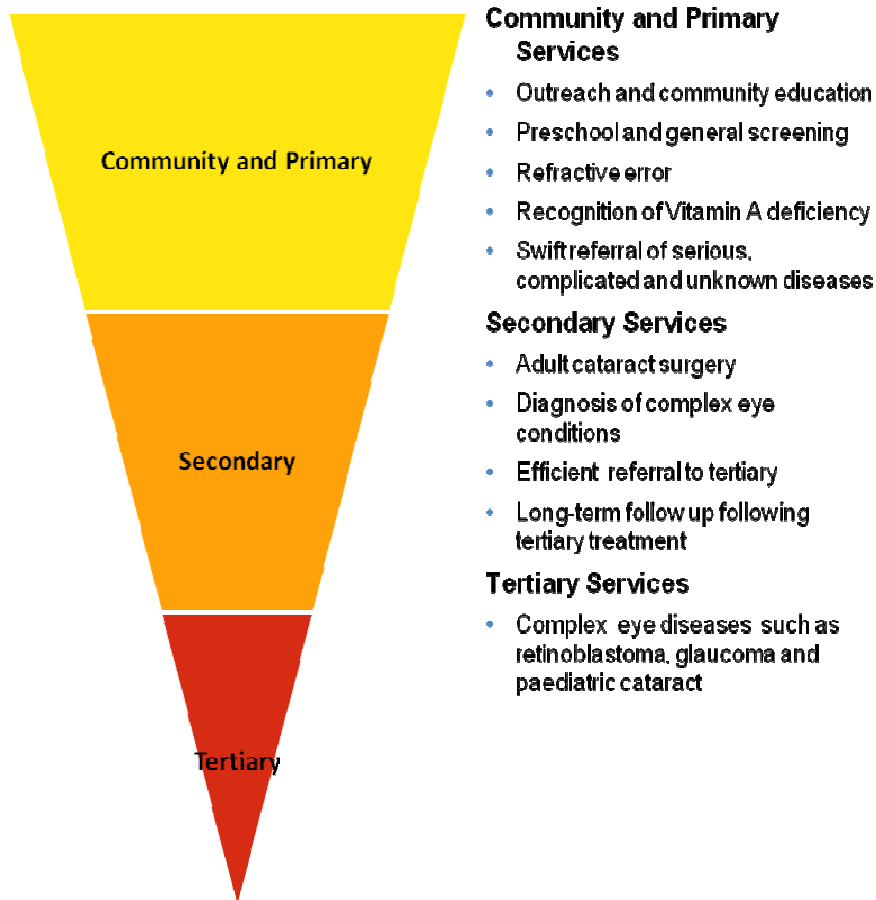 Community and Primary
Secondary
Tertiary
Community and Primary
Services
• Outreach and community education
• Preschool and general screening
• Refractive error
• Recognition of Vitamin A deficiency
• Swift referral of serious,
complicated and unknown diseases
Secondary Services
• Adult cataract surgery
• Diagnosis of complex eye
conditions
• Efficient referral to tertiary
• Long-term follow up following
tertiary treatment
Tertiary Services
• Complex eye diseases such as
retinoblastoma, glaucoma and
paediatric cataract